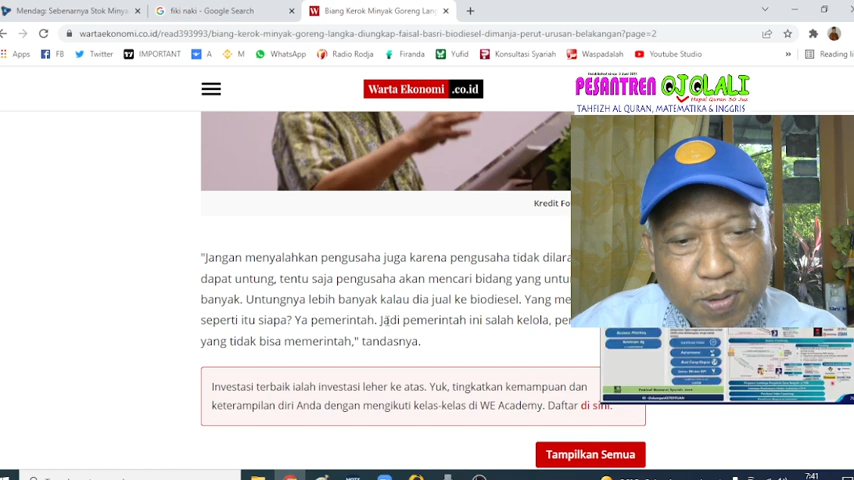 Mendag: Sebenarnya Stok Minya
fiki naki - Google Search
Biang Kerok Minyak Goreng Lang
wartaekonomi.co.id/read393993/biang-kerok-minyak-goreng-langka-diungkap-faisal-basri-biodiesel-dimanja-perut-urusan-belakangan?page=2
Apps
FB
Twitter
IMPORTANT
A
M
WhatsApp
Radio Rodja
Firanda
Yufid
Konsultasi Syariah
Waspadalah
Youtube Studio
Reading li
Warta Ekonomi .co.id
PESANTREN OJOLALI
Hapal Quran 30 Jus
TAHFIZH AL QURAN, MATEMATIKA & INGGRIS
Kredit Fo
"Jangan menyalahkan pengusaha juga karena pengusaha tidak dilara
dapat untung, tentu saja pengusaha akan mencari bidang yang untu
banyak. Untungnya lebih banyak kalau dia jual ke biodiesel. Yang me
seperti itu siapa? Ya pemerintah. Jadi pemerintah ini salah kelola, pe
yang tidak bisa memerintah," tandasnya.
Investasi terbaik ialah investasi leher ke atas. Yuk, tingkatkan kemampuan dan
keterampilan diri Anda dengan mengikuti kelas-kelas di WE Academy. Daftar di sini.
Tampilkan Semua
7:41